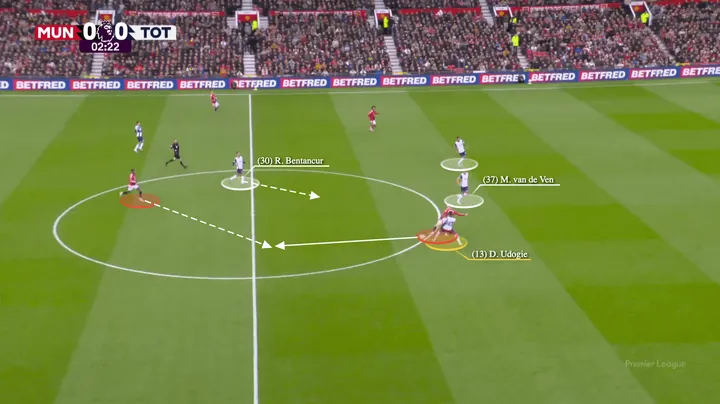 MUN 0 0 TOT
02:22
BETFRED BETFRED BETFRED BETFRED BETFRED BETFRED BETFRED BETFRED BETFRED BETFRED BETFRED BETFRED
(30) R. Bentancur
(37) M. van de Ven
(13) D. Udogie
Premier League